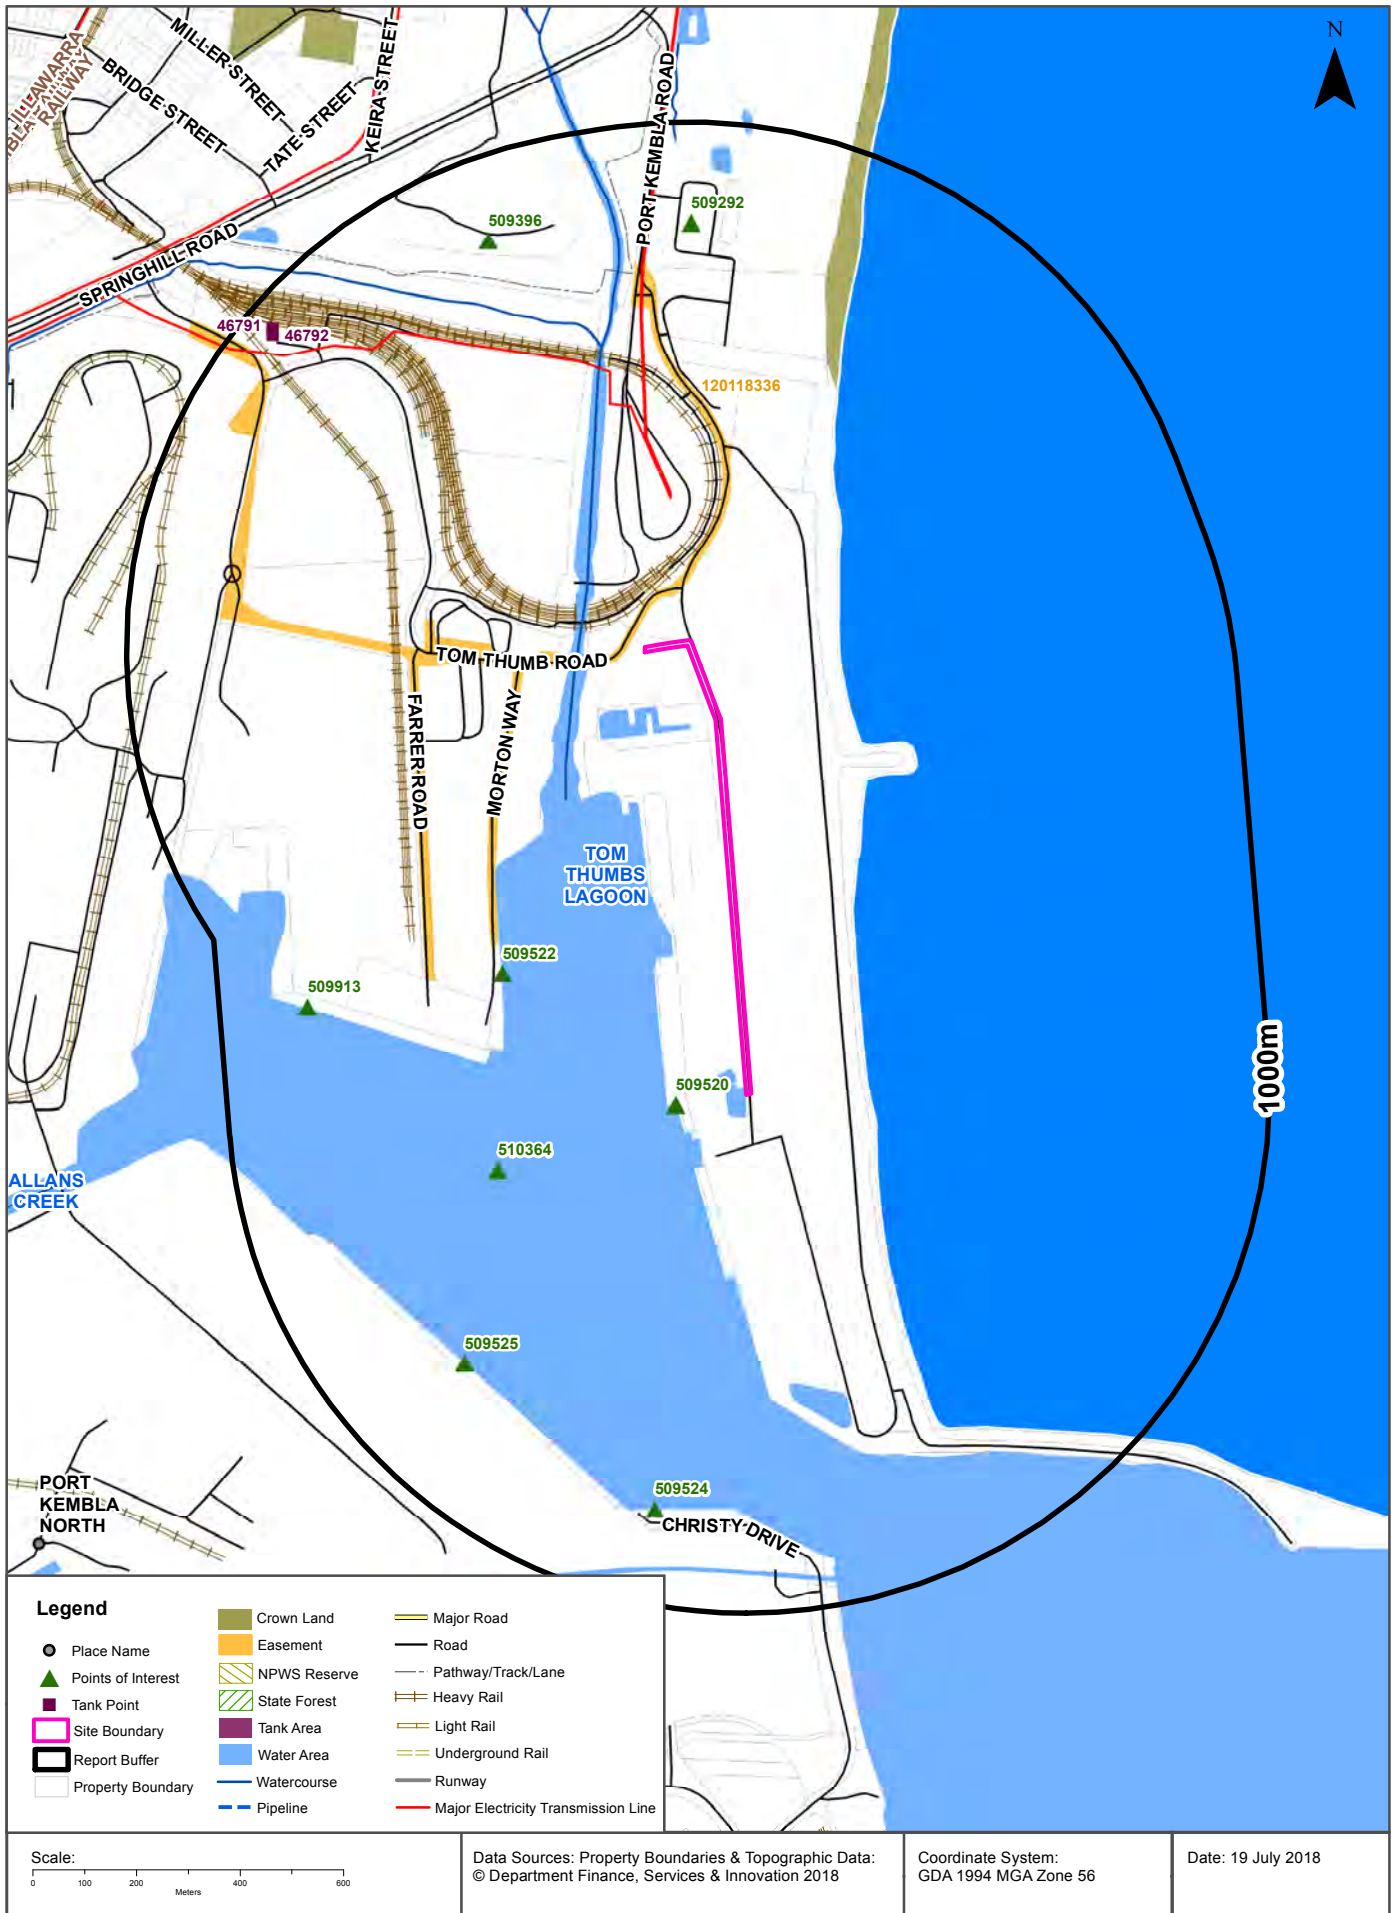 N
MILLER STREET
BRIDGE STREET
TATE STREET
KEIRA STREET
PORT KEMBLA ROAD
ILLAWARRA
RAILWAY
SPRINGHILL ROAD
509396
509292
46791
46792
120118336
TOM THUMB ROAD
FARRER ROAD
MORTON WAY
TOM
THUMBS
LAGOON
509522
509913
509520
510364
1000m
ALLANS
CREEK
509525
PORT
KEMBLA
NORTH
509524
CHRISTY DRIVE
Legend
Place Name
Points of Interest
Tank Point
Site Boundary
Report Buffer
Property Boundary
Crown Land
Easement
NPWS Reserve
State Forest
Tank Area
Water Area
Watercourse
Pipeline
Major Road
Road
Pathway/Track/Lane
Heavy Rail
Light Rail
Underground Rail
Runway
Major Electricity Transmission Line
Scale:
0 100 200 400 600
Meters
Data Sources: Property Boundaries & Topographic Data:
© Department Finance, Services & Innovation 2018
Coordinate System:
GDA 1994 MGA Zone 56
Date: 19 July 2018